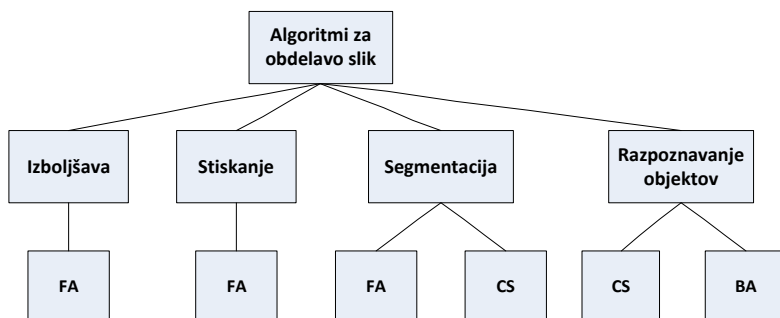 Algoritmi za
obdelavo slik
Izboljšava
Stiskanje
Segmentacija
Razpoznavanje
objektov
FA
FA
FA
CS
CS
BA